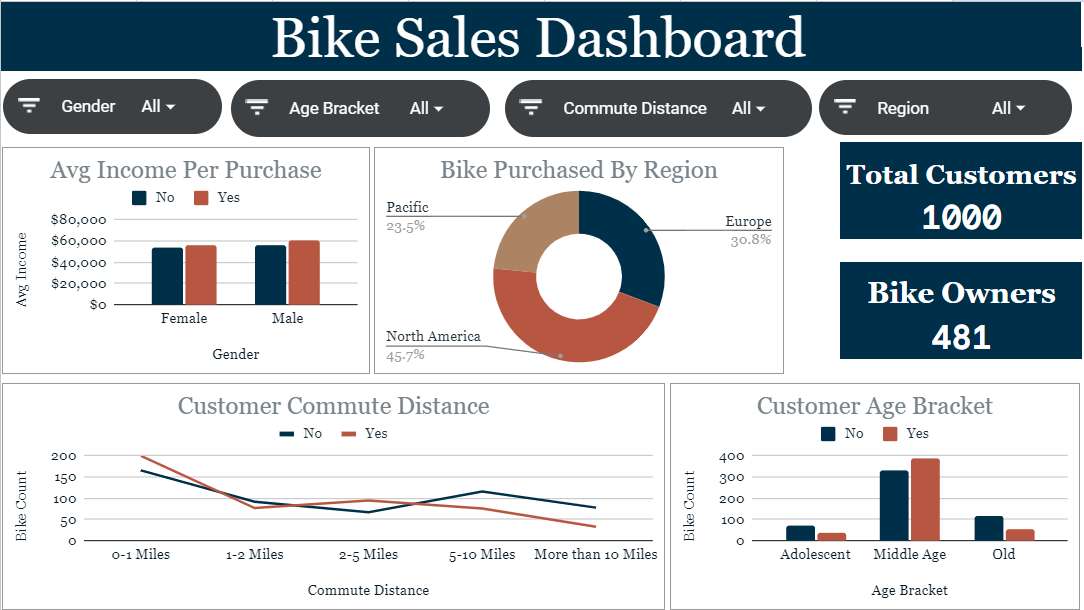 Bike Sales Dashboard
Gender All
Age Bracket All
Commute Distance All
Region All
Avg Income Per Purchase
No Yes
$80,000
$60,000
$40,000
$20,000
$0
Avg Income
Female Male
Gender
Bike Purchased By Region
Pacific
23.5%
Europe
30.8%
North America
45.7%
Total Customers
1000
Bike Owners
481
Customer Commute Distance
No Yes
200
150
100
50
0
Bike Count
0-1 Miles 1-2 Miles 2-5 Miles 5-10 Miles More than 10 Miles
Commute Distance
Customer Age Bracket
No Yes
400
300
200
100
0
Bike Count
Adolescent Middle Age Old
Age Bracket